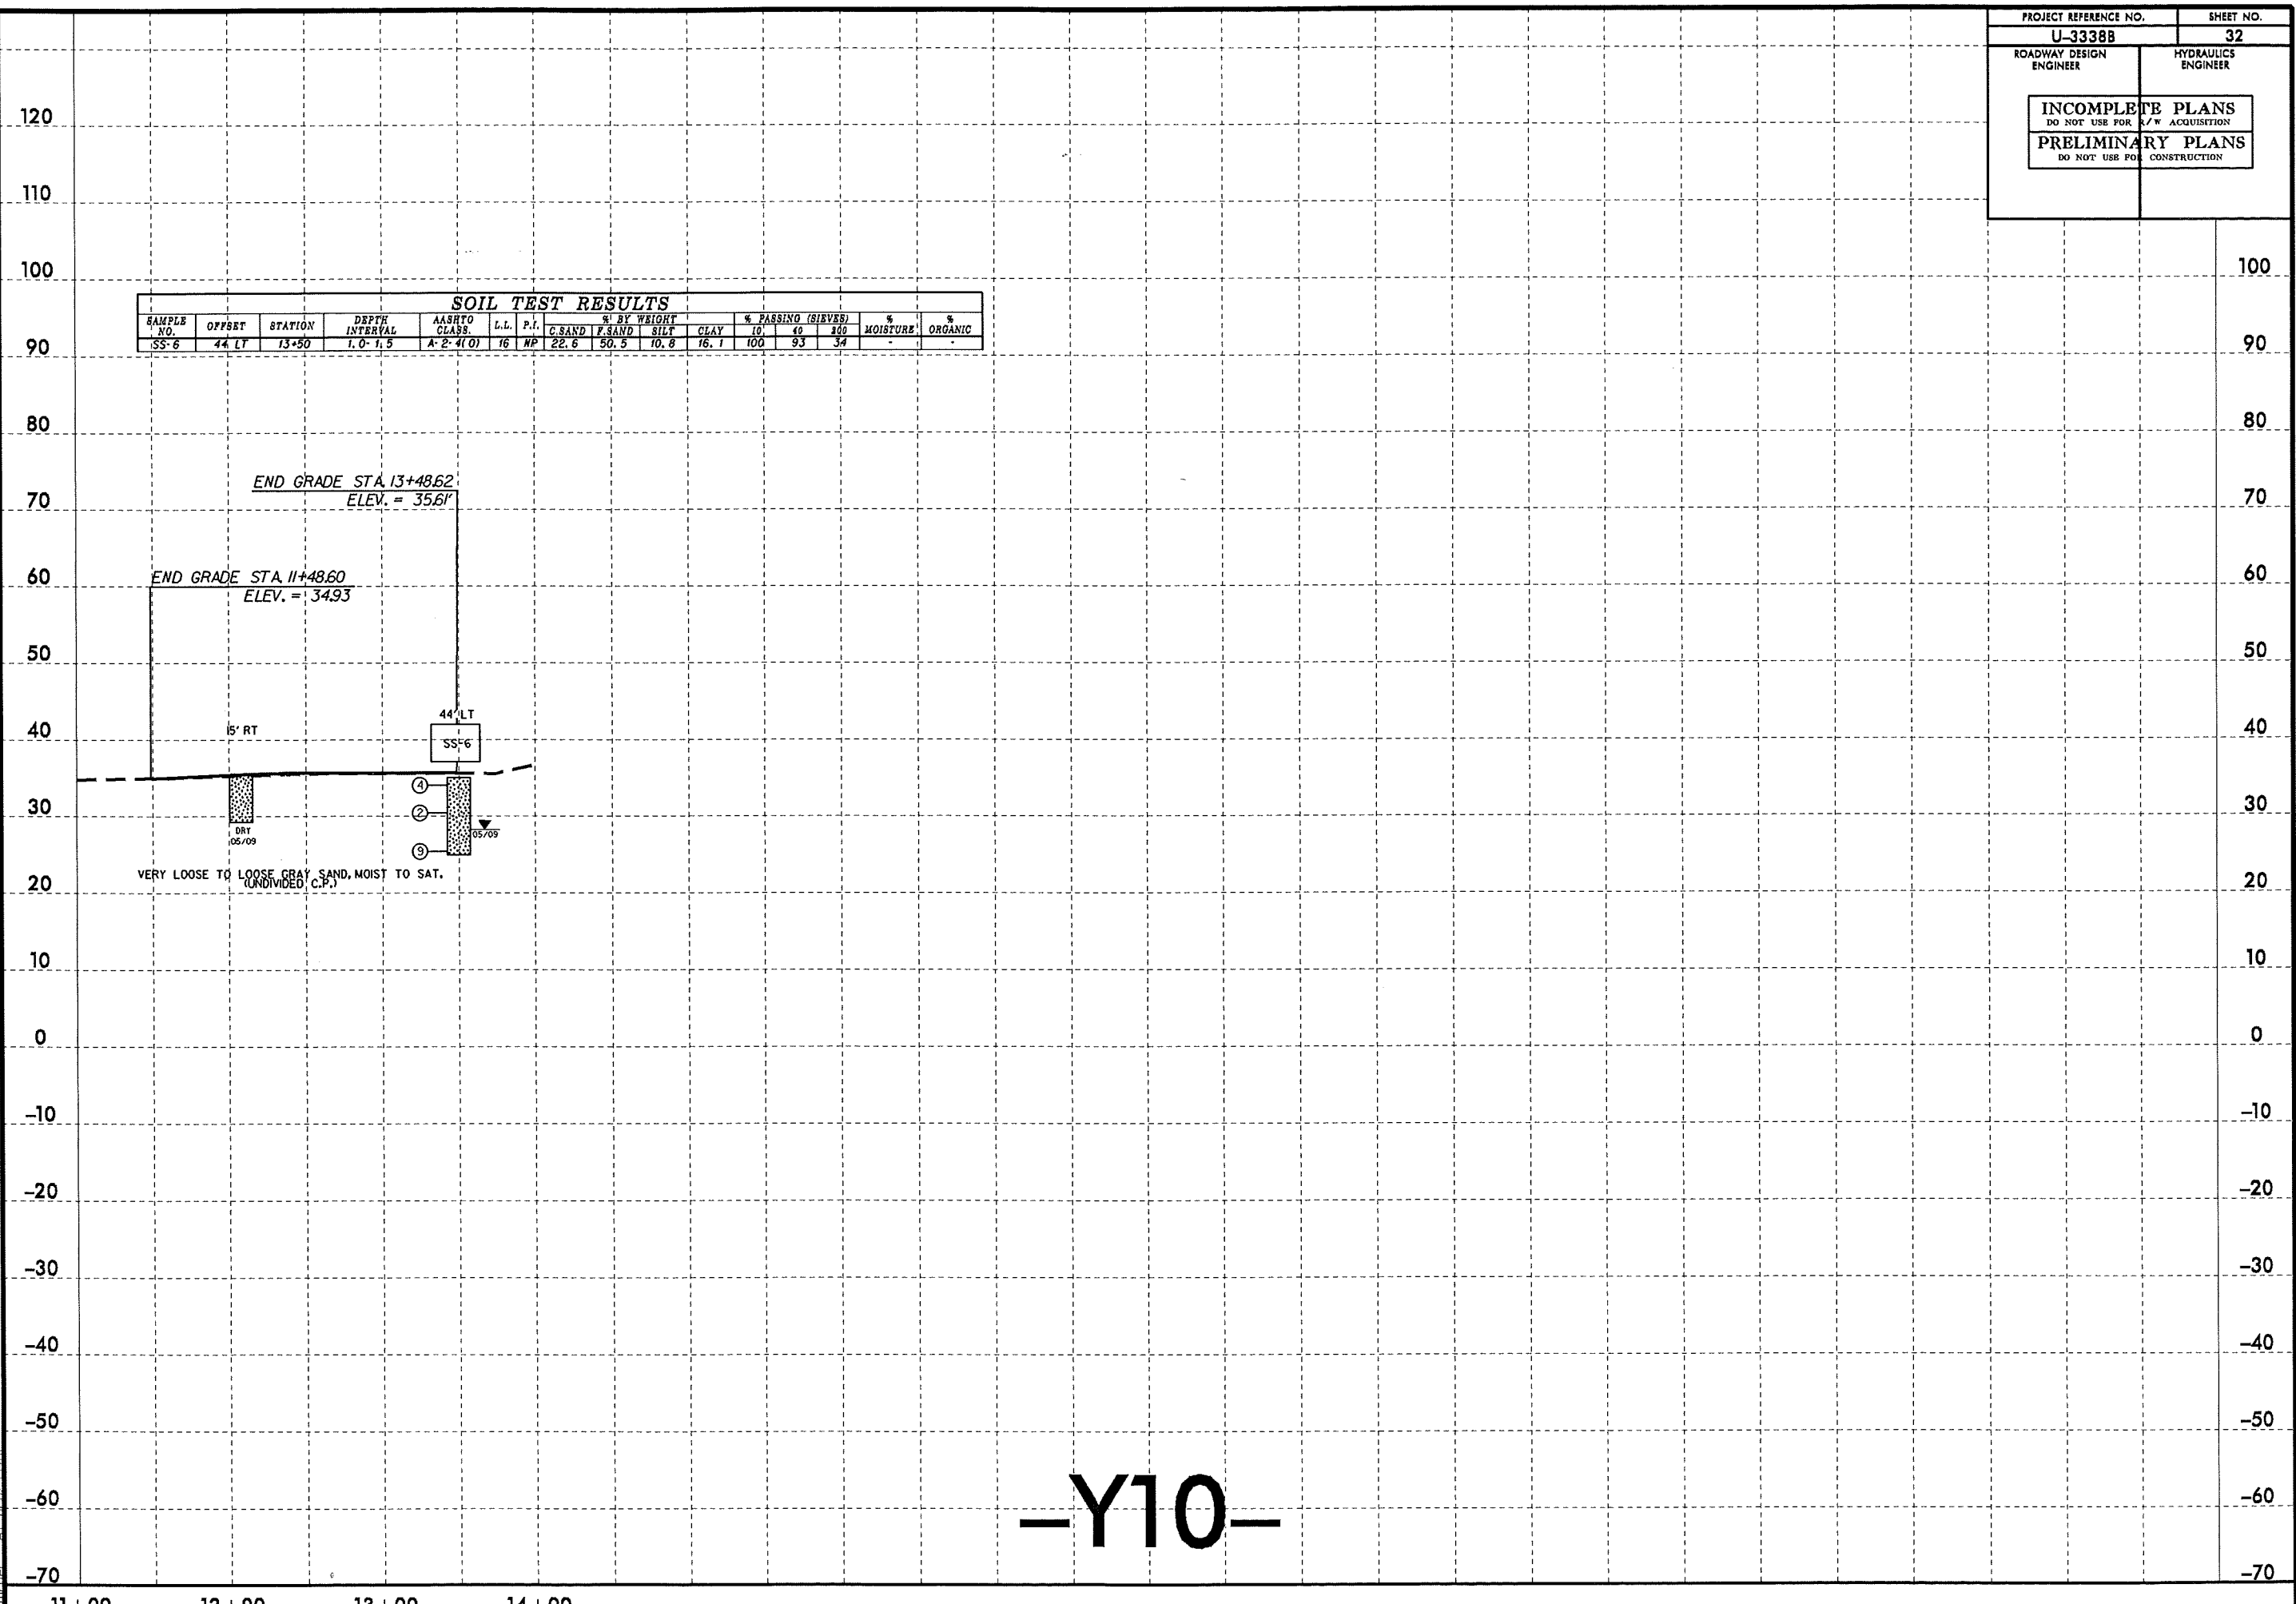 PROJECT REFERENCE NO. SHEET NO.
U-3338B 32
ROADWAY DESIGN ENGINEER HYDRAULICS ENGINEER
INCOMPLETE PLANS
DO NOT USE FOR R/W ACQUISITION
PRELIMINARY PLANS
DO NOT USE FOR CONSTRUCTION
120
110
100 100
SOIL TEST RESULTS
SAMPLE NO. OFFSET STATION DEPTH INTERVAL AASHTO CLASS. L.L. P.I. % BY WEIGHT % PASSING (SIEVES) % MOISTURE % ORGANIC
C.SAND F.SAND SILT CLAY 10 40 200
SS-6 44 LT 13+50 1.0-1.5 A-2-4(0) 16 NP 22.6 50.5 10.8 16.1 100 93 34 - -
90 90
80 80
END GRADE STA. 13+48.62
ELEV. = 35.61'
70 70
END GRADE STA. 11+48.60
ELEV. = 34.93
60 60
50 50
44' LT
15' RT
40 40
SS-6
4
30 30
2
DRY
05/09
05/09
9
VERY LOOSE TO LOOSE GRAY SAND, MOIST TO SAT.
(UNDIVIDED C.P.)
20 20
10 10
0 0
-10 -10
-20 -20
-30 -30
-40 -40
-50 -50
-60 -60
-Y10-
-70 -70
11+00 12+00 13+00 14+00